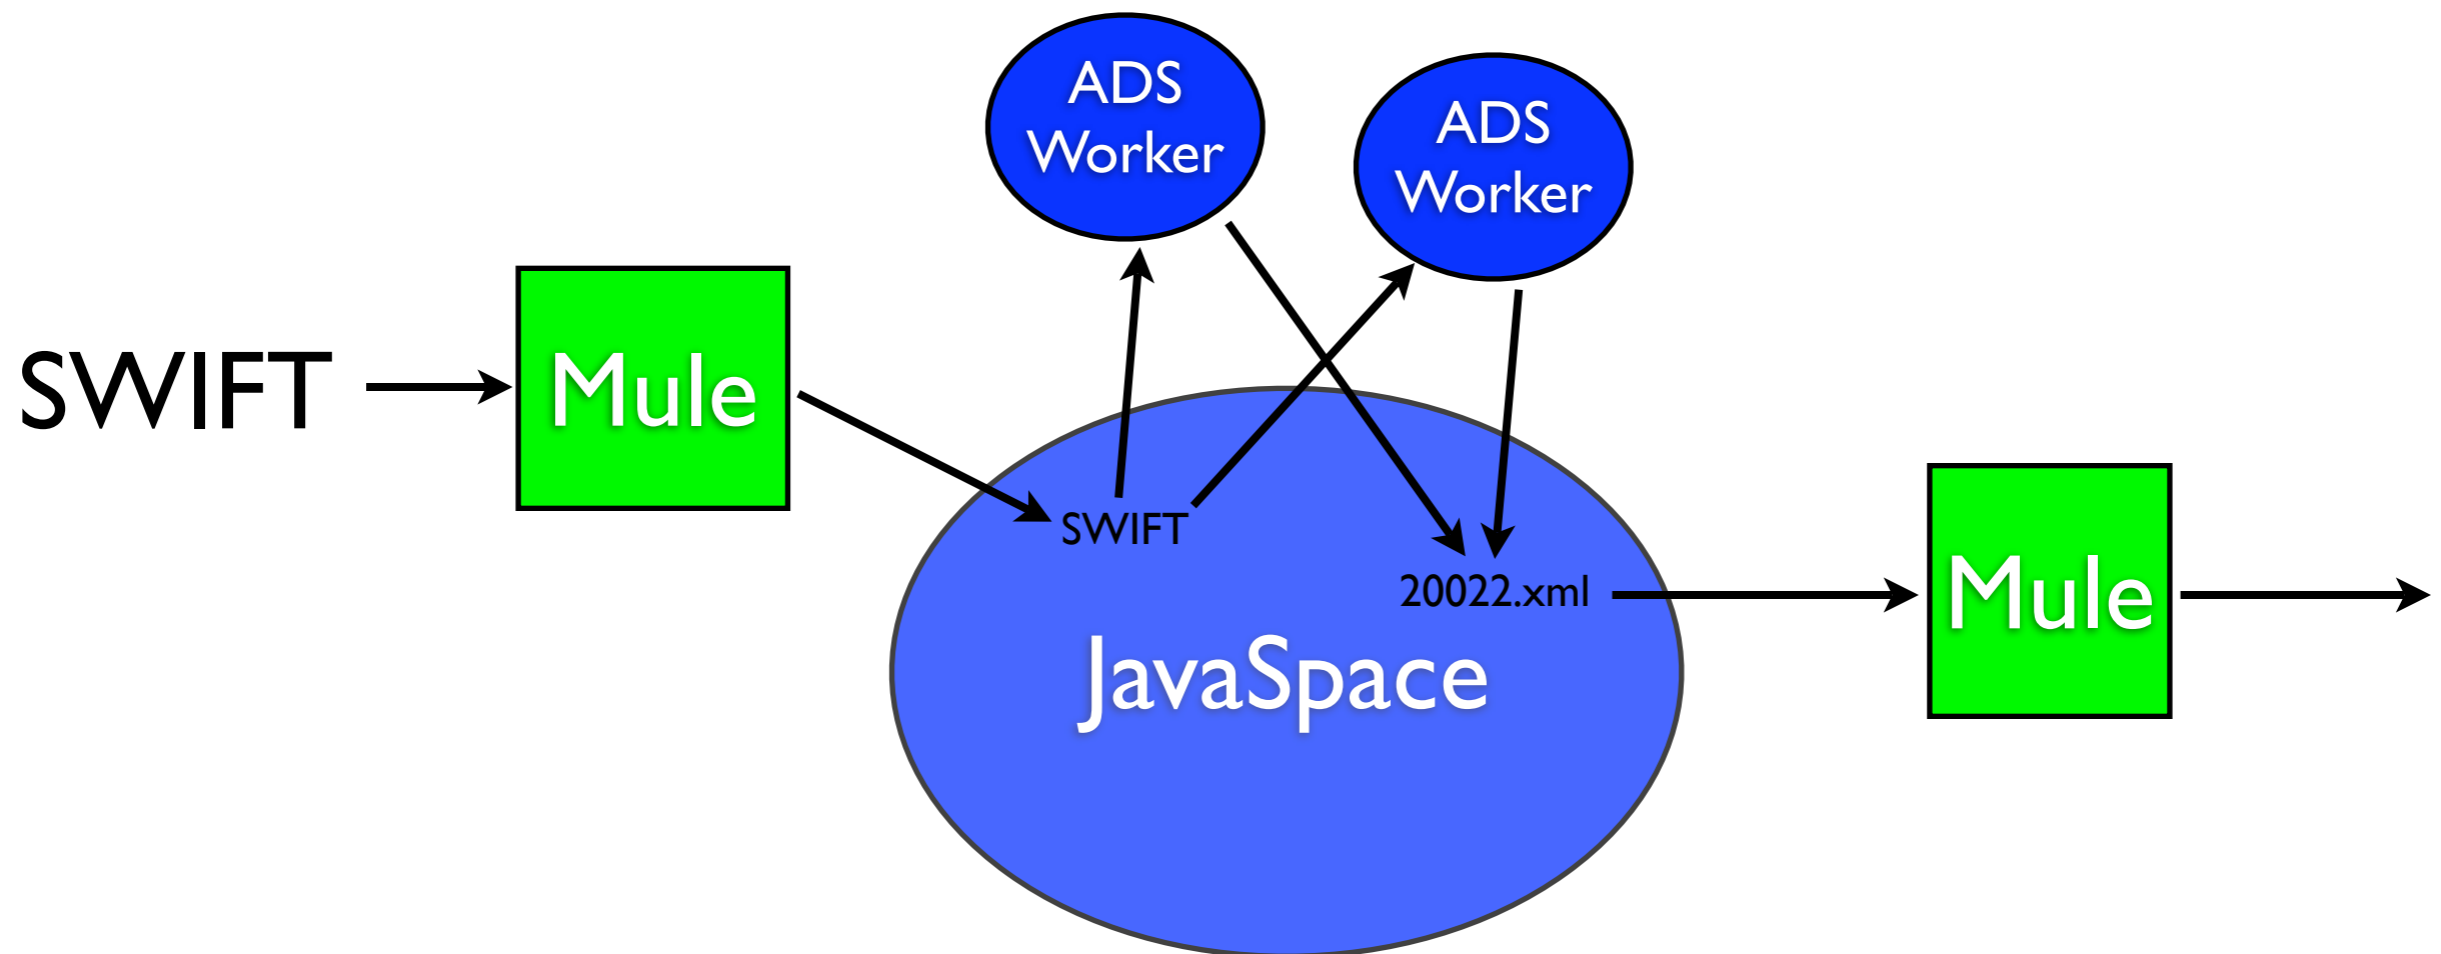 ADS
Worker
ADS
Worker
SWIFT
Mule
SWIFT
20022.xml
JavaSpace
Mule